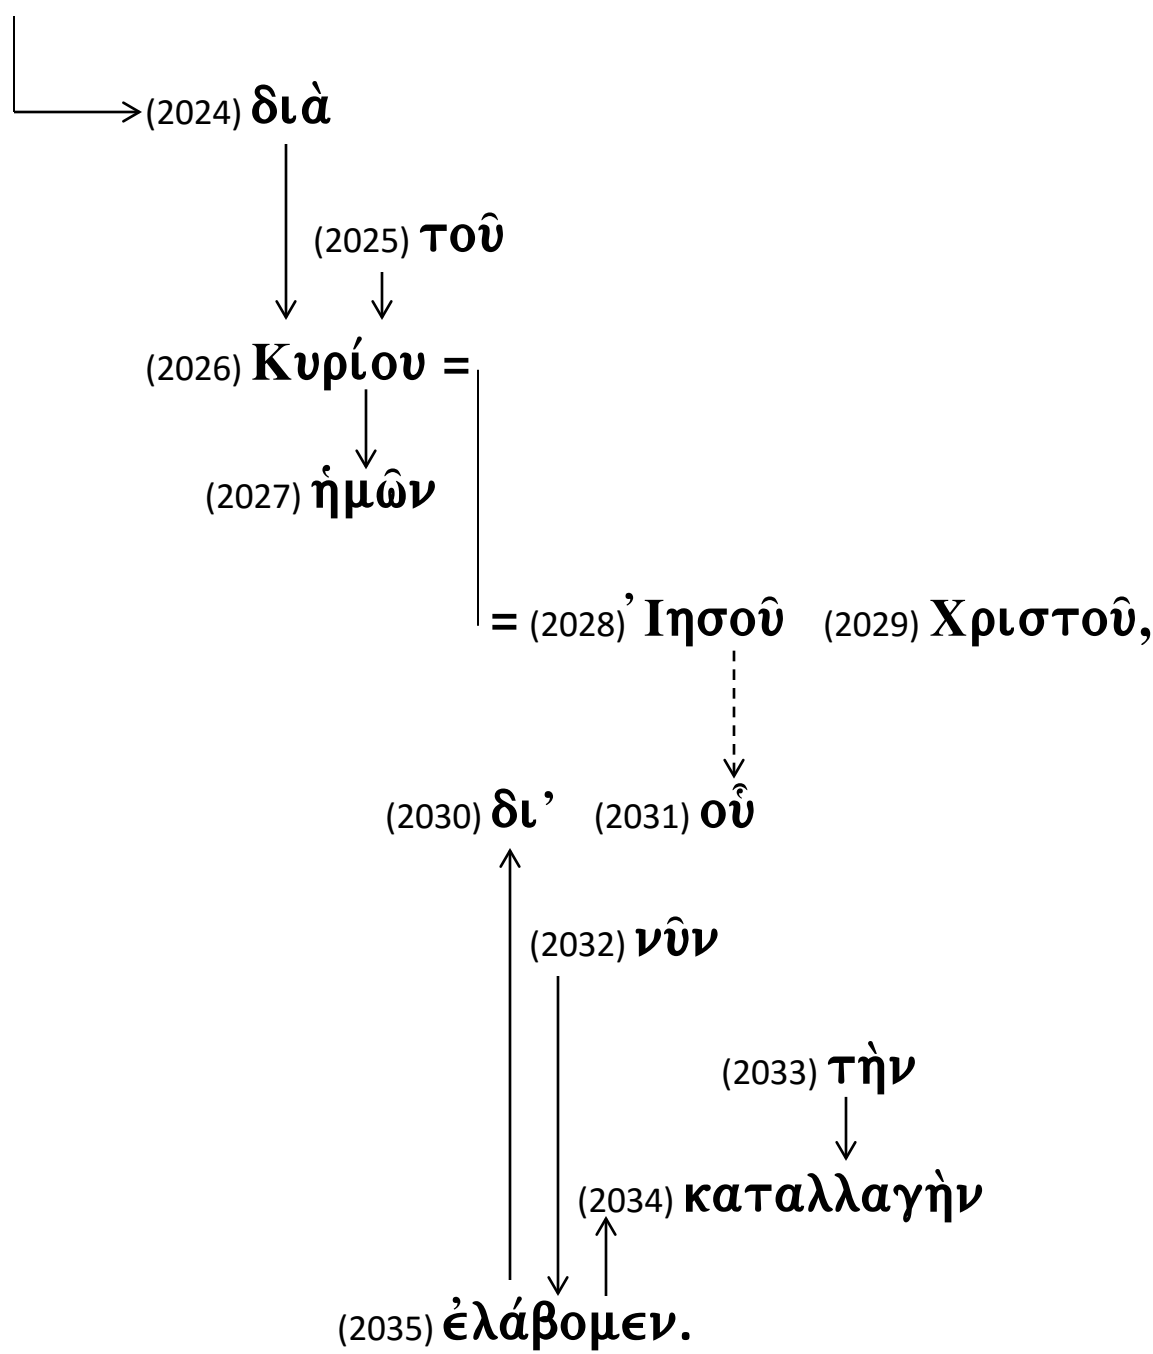 (2024) διὰ
(2025) τοῦ
(2026) Κυρίου =
(2027) ἡμῶν
= (2028) Ἰησοῦ (2029) Χριστοῦ,
(2030) δι’ (2031) οὗ
(2032) νῦν
(2033) τὴν
(2034) καταλλαγὴν
(2035) ἐλάβομεν.